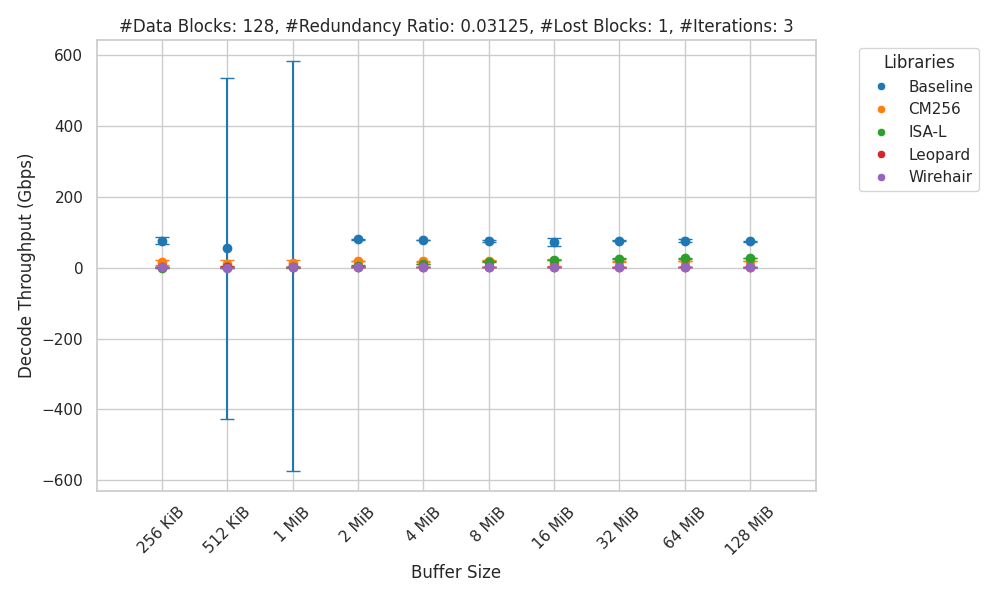 #Data Blocks: 128, #Redundancy Ratio: 0.03125, #Lost Blocks: 1, #Iterations: 3
Decode Throughput (Gbps)
600
400
200
0
−200
−400
−600
256 KiB
512 KiB
1 MiB
2 MiB
4 MiB
8 MiB
16 MiB
32 MiB
64 MiB
128 MiB
Buffer Size
Libraries
Baseline
CM256
ISA-L
Leopard
Wirehair